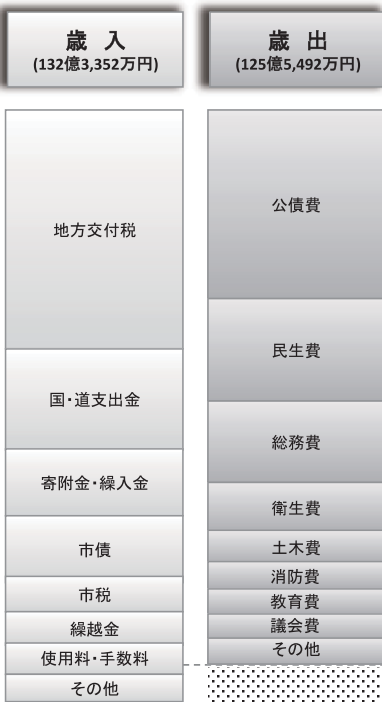 歳入
(132億3,352万円)
地方交付税
国・道支出金
寄附金・繰入金
市債
市税
繰越金
使用料・手数料
その他
歳出
(125億5,492万円)
公債費
民生費
総務費
衛生費
土木費
消防費
教育費
議会費
その他